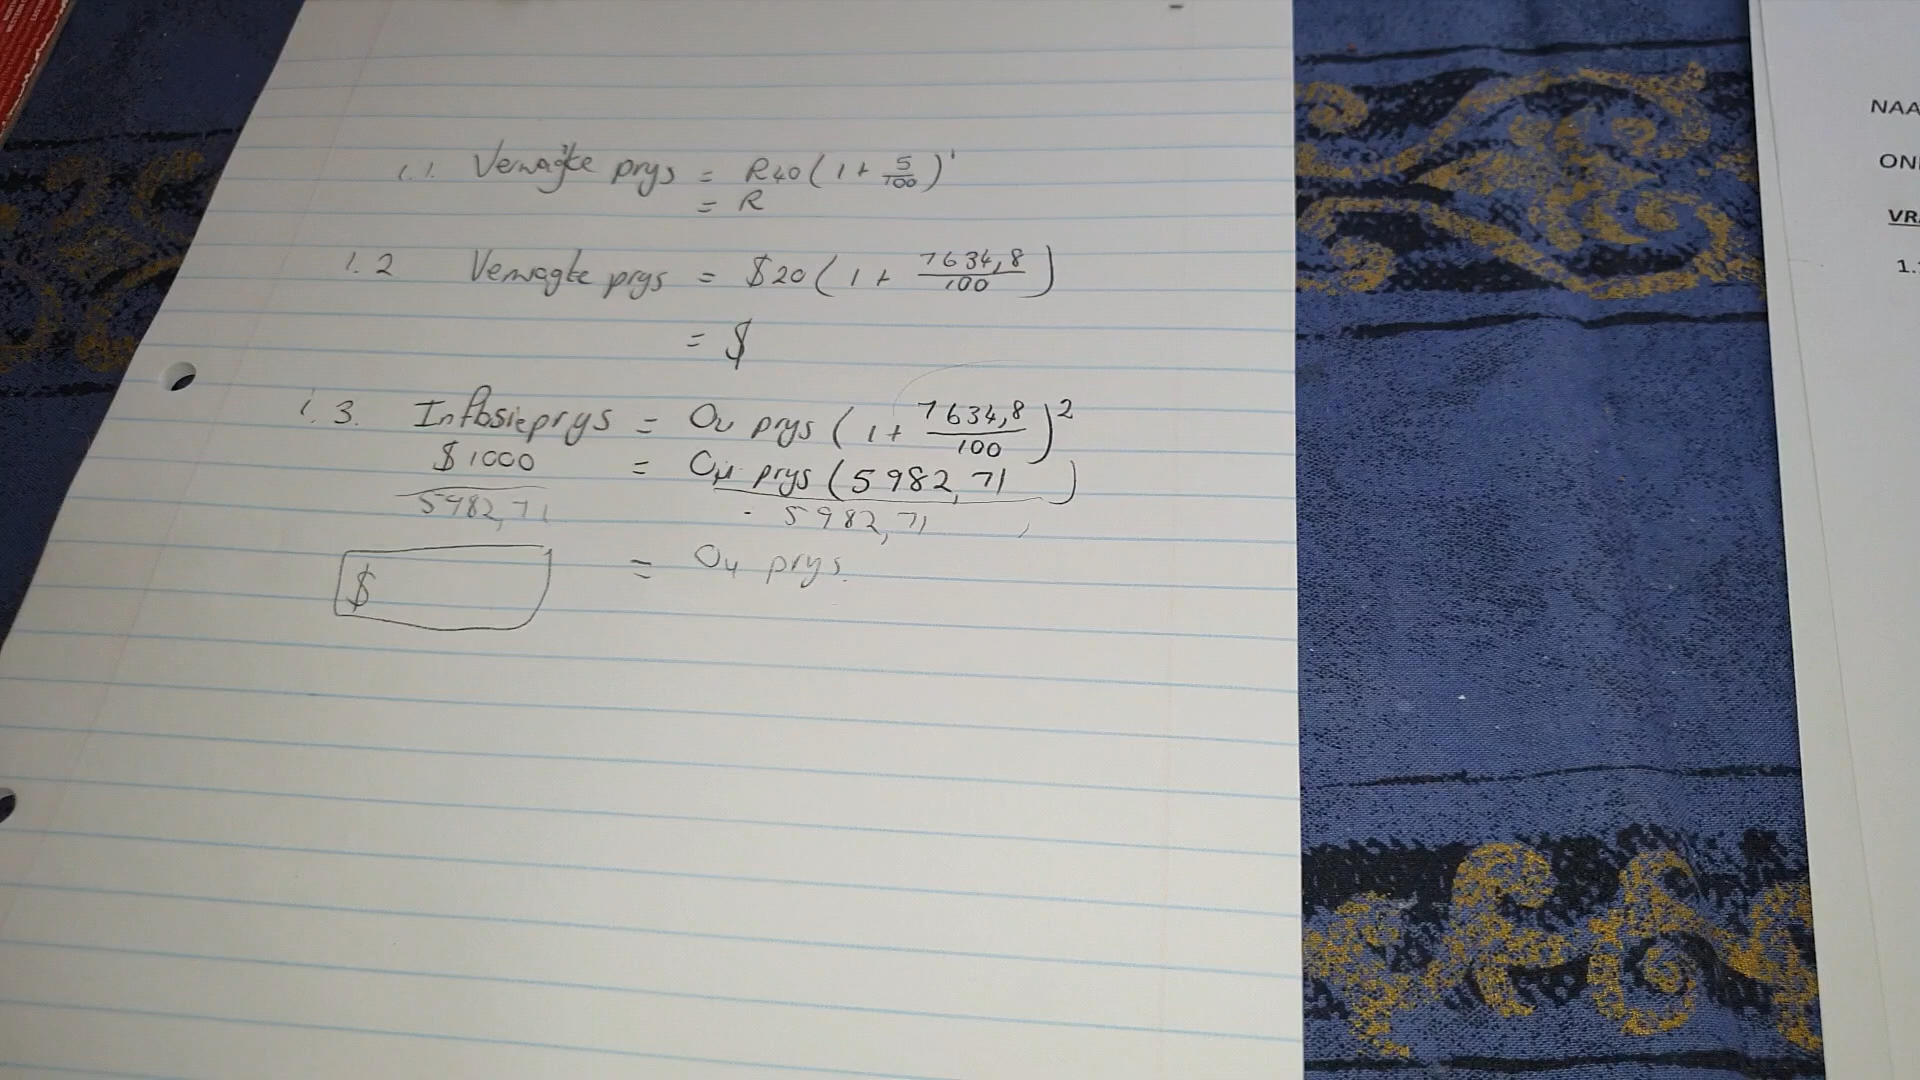 1.1. Verwagte prys = R40(1 + 5/100)¹
= R
1.2 Verwagte prys = $20(1 + 7634,8/100)
= $
1.3. Inflasieprys = Ou prys (1 + 7634,8/100)²
$1000 = Ou prys (5982,71)
5982,71 5982,71
$ = Ou prys.
NAA
ON
VR
1.